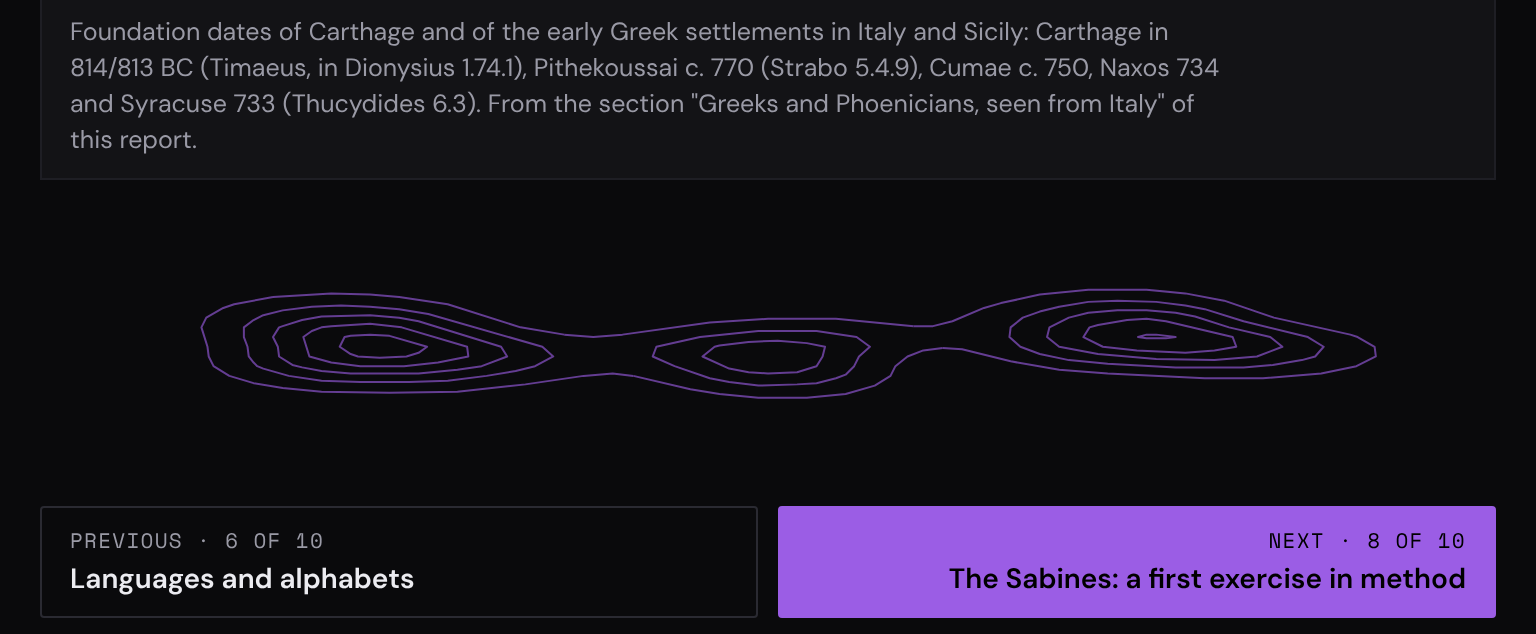 Foundation dates of Carthage and of the early Greek settlements in Italy and Sicily: Carthage in
814/813 BC (Timaeus, in Dionysius 1.74.1), Pithekoussai c. 770 (Strabo 5.4.9), Cumae c. 750, Naxos 734
and Syracuse 733 (Thucydides 6.3). From the section "Greeks and Phoenicians, seen from Italy" of
this report.
PREVIOUS · 6 OF 10
Languages and alphabets
NEXT · 8 OF 10
The Sabines: a first exercise in method